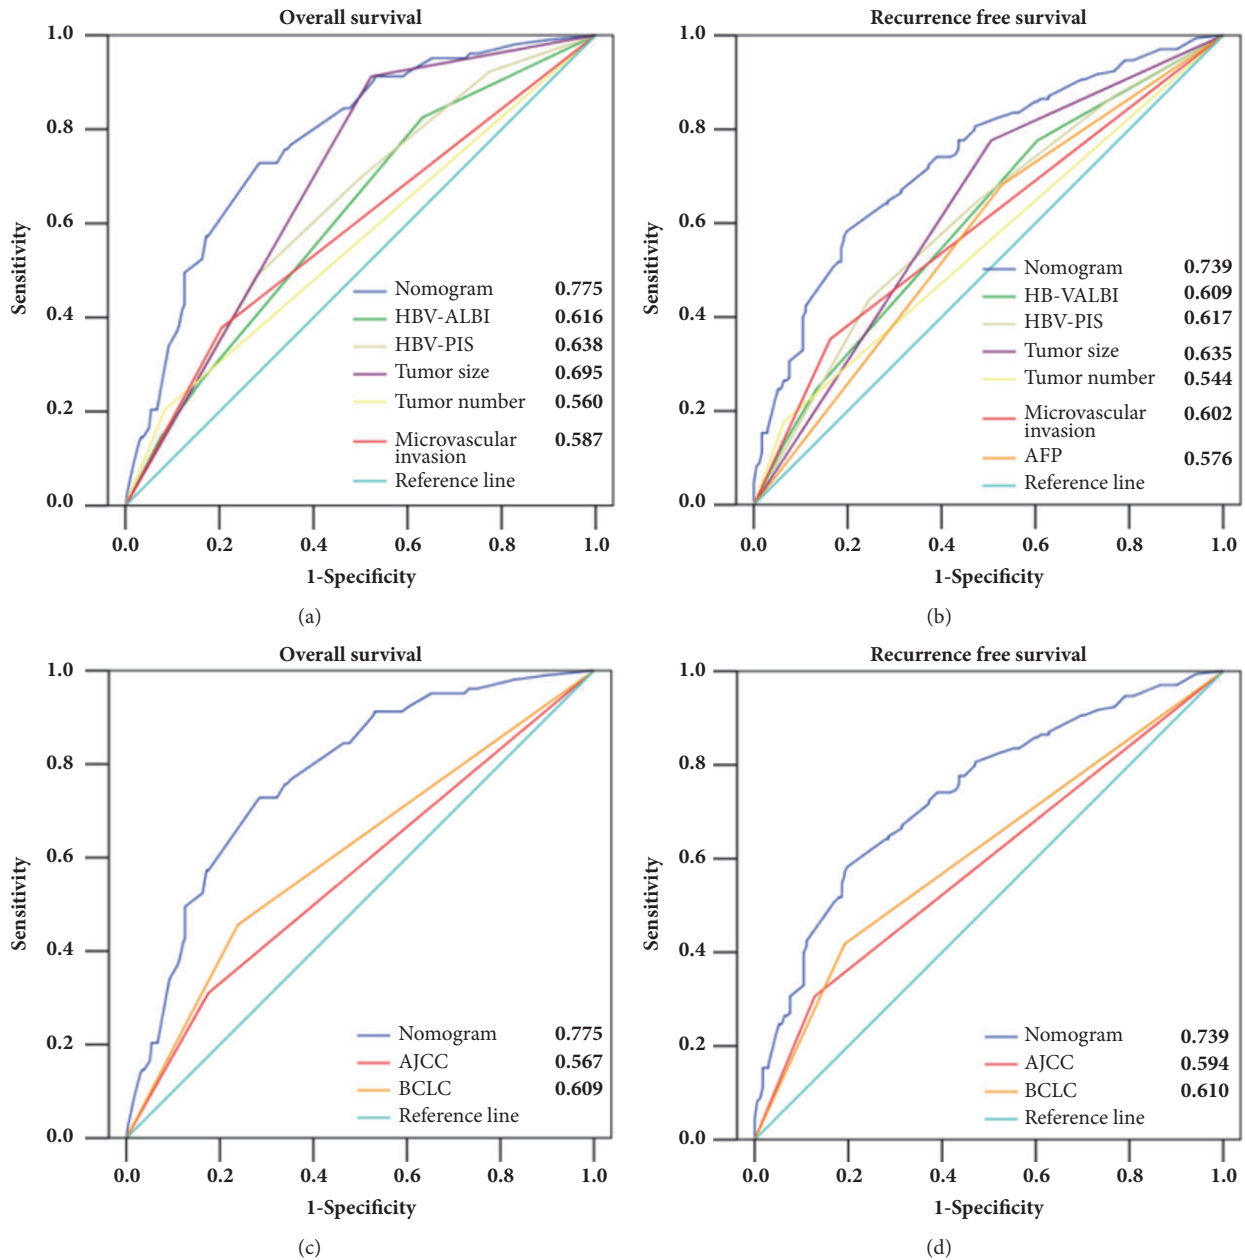 Overall survival
1.0
0.8
0.6
0.4
0.2
0.0
Sensitivity
Nomogram 0.775
HBV-ALBI 0.616
HBV-PIS 0.638
Tumor size 0.695
Tumor number 0.560
Microvascular 0.587
invasion
Reference line
0.0 0.2 0.4 0.6 0.8 1.0
1-Specificity
(a)
Recurrence free survival
1.0
0.8
0.6
0.4
0.2
0.0
Sensitivity
Nomogram 0.739
HB-VALBI 0.609
HBV-PIS 0.617
Tumor size 0.635
Tumor number 0.544
Microvascular 0.602
invasion
AFP 0.576
Reference line
0.0 0.2 0.4 0.6 0.8 1.0
1-Specificity
(b)
Overall survival
1.0
0.8
0.6
0.4
0.2
0.0
Sensitivity
Nomogram 0.775
AJCC 0.567
BCLC 0.609
Reference line
0.0 0.2 0.4 0.6 0.8 1.0
1-Specificity
(c)
Recurrence free survival
1.0
0.8
0.6
0.4
0.2
0.0
Sensitivity
Nomogram 0.739
AJCC 0.594
BCLC 0.610
Reference line
0.0 0.2 0.4 0.6 0.8 1.0
1-Specificity
(d)